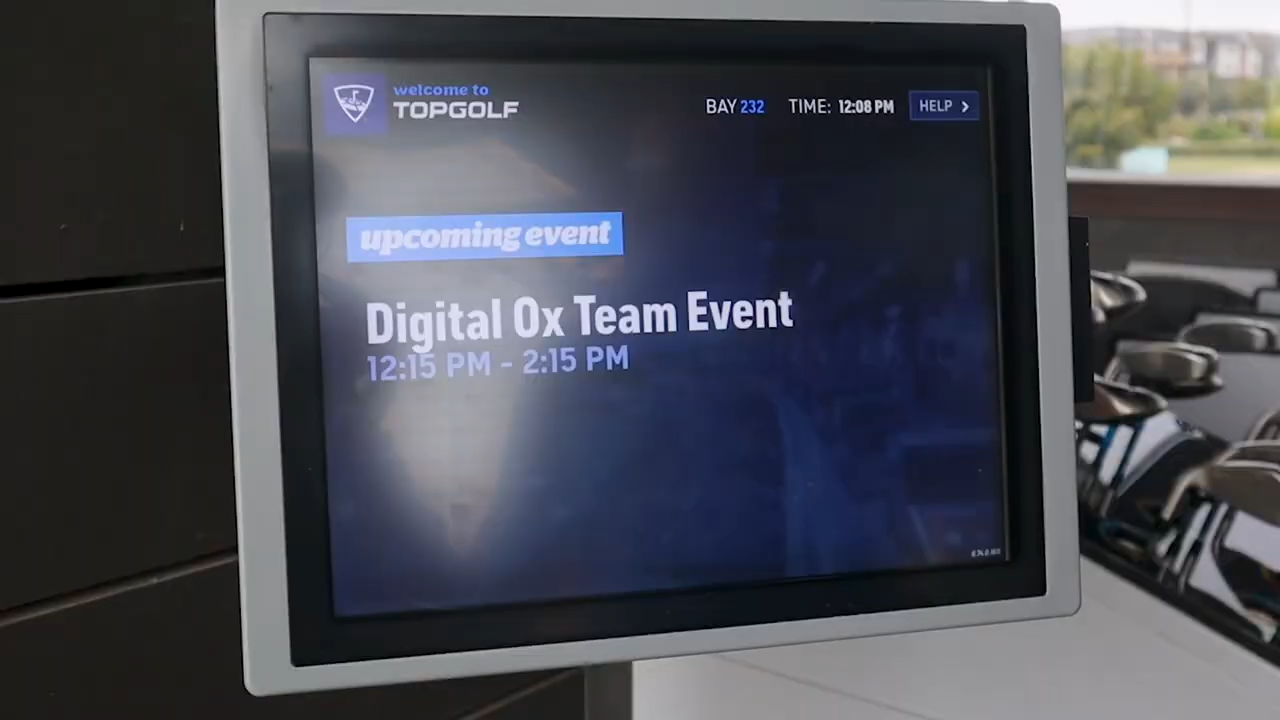 welcome to
TOPGOLF
BAY 232 TIME: 12:08 PM HELP >
upcoming event
Digital Ox Team Event
12:15 PM - 2:15 PM